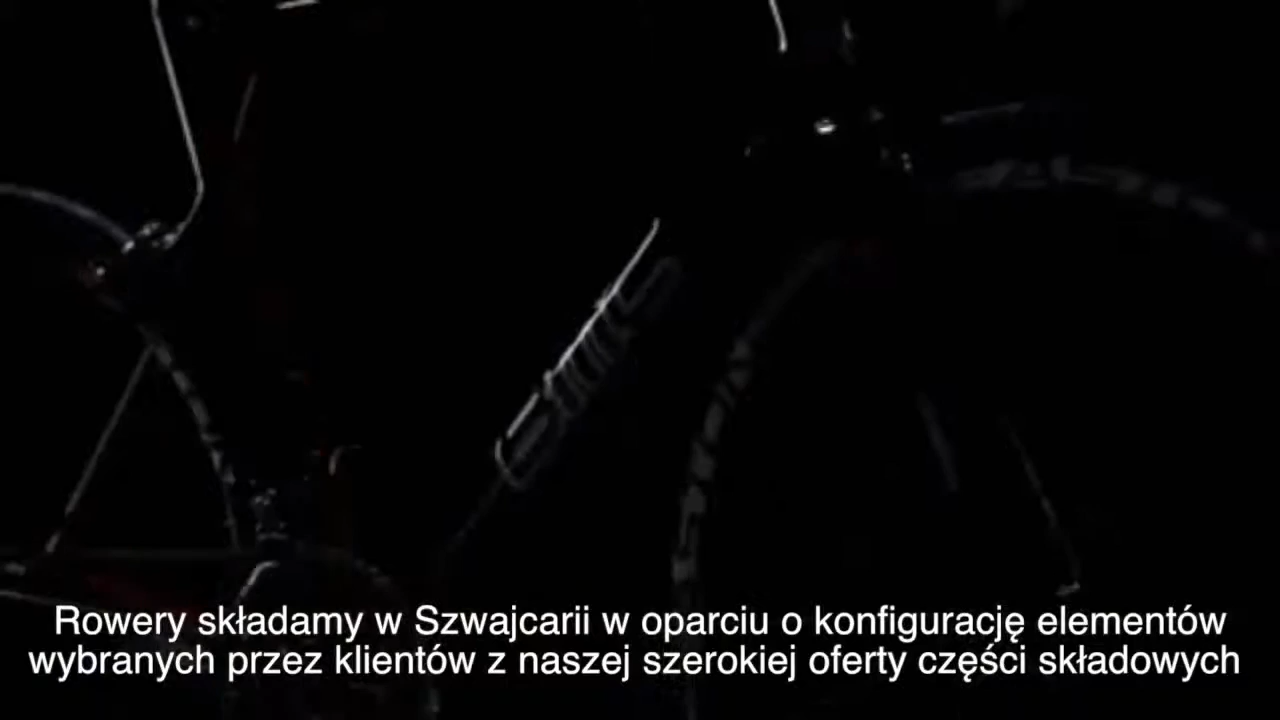 Rowery składamy w Szwajcarii w oparciu o konfigurację elementów
wybranych przez klientów z naszej szerokiej oferty części składowych